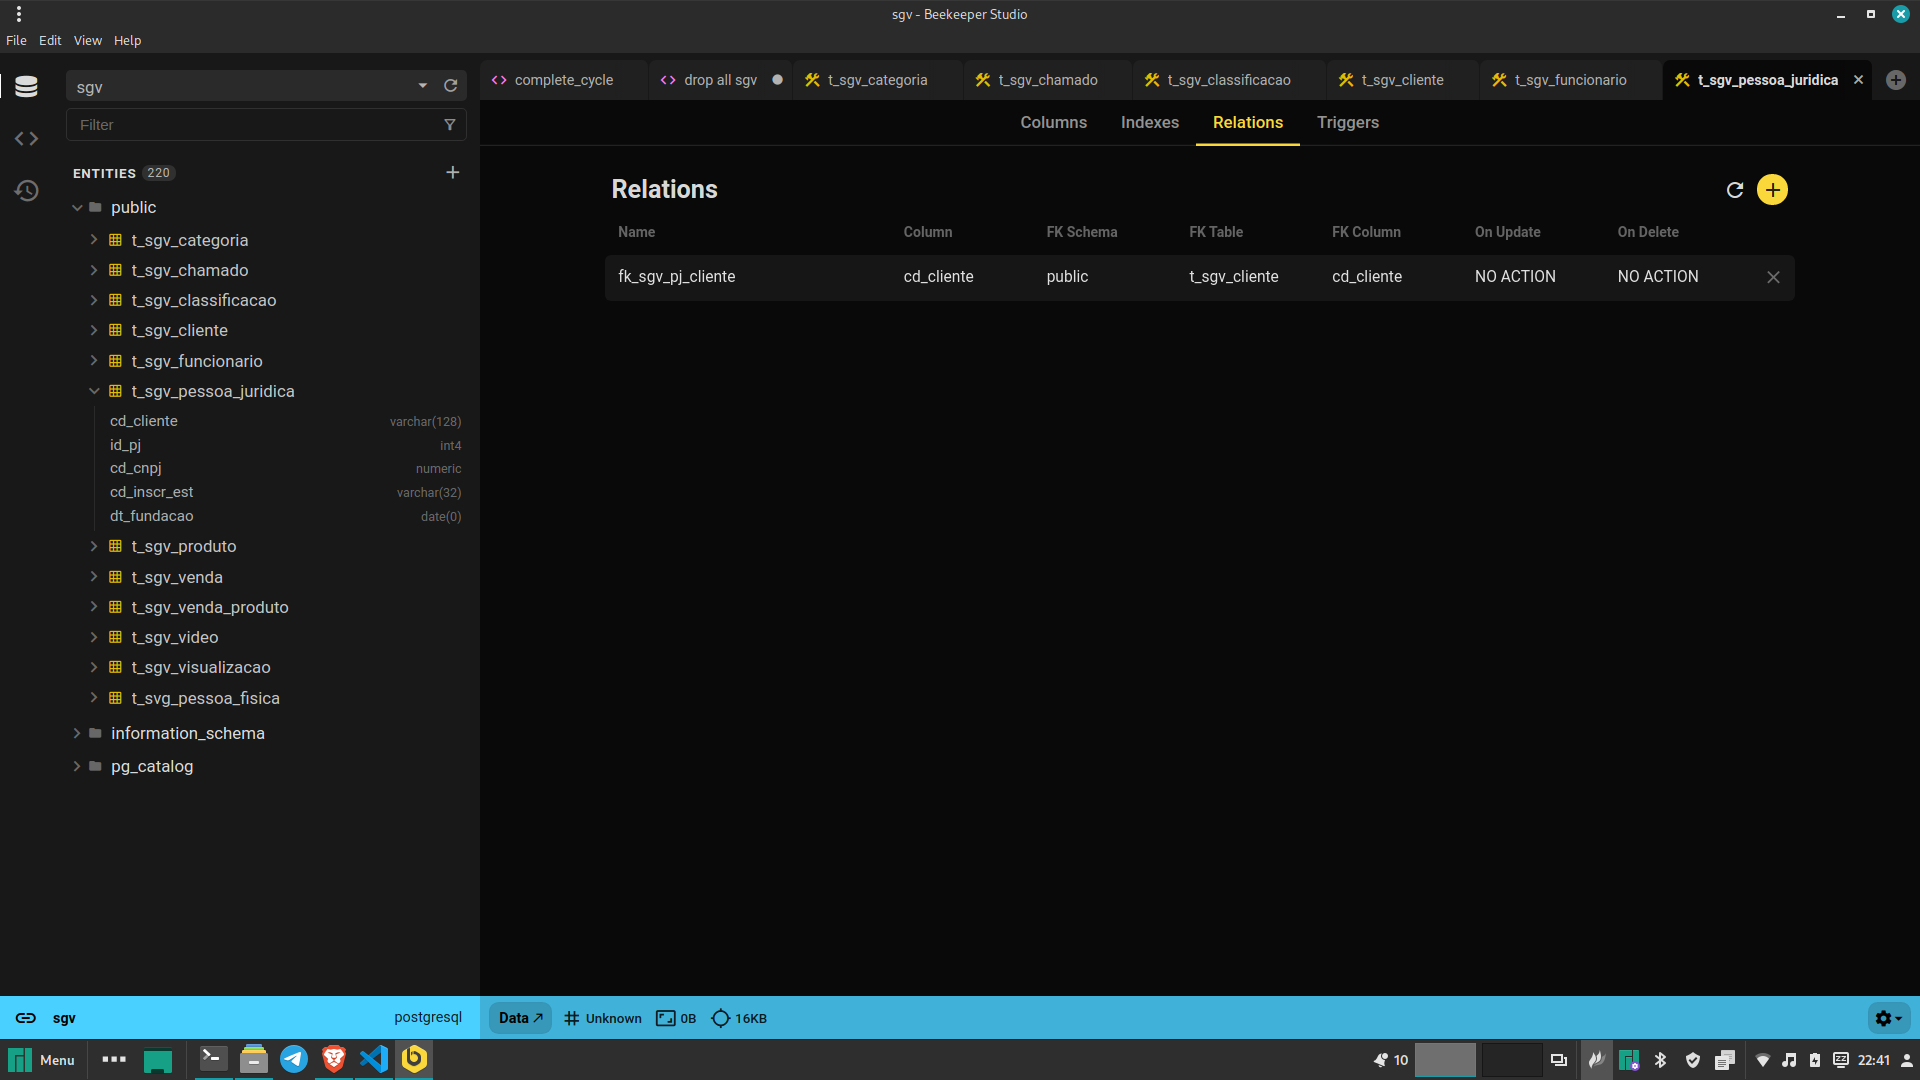 sgv - Beekeeper Studio
File Edit View Help
sgv
Filter
ENTITIES 220
public
t_sgv_categoria
t_sgv_chamado
t_sgv_classificacao
t_sgv_cliente
t_sgv_funcionario
t_sgv_pessoa_juridica
cd_cliente varchar(128)
id_pj int4
cd_cnpj numeric
cd_inscr_est varchar(32)
dt_fundacao date(0)
t_sgv_produto
t_sgv_venda
t_sgv_venda_produto
t_sgv_video
t_sgv_visualizacao
t_svg_pessoa_fisica
information_schema
pg_catalog
complete_cycle drop all sgv t_sgv_categoria t_sgv_chamado t_sgv_classificacao t_sgv_cliente t_sgv_funcionario t_sgv_pessoa_juridica
Columns Indexes Relations Triggers
Relations
Name Column FK Schema FK Table FK Column On Update On Delete
fk_sgv_pj_cliente cd_cliente public t_sgv_cliente cd_cliente NO ACTION NO ACTION
sgv postgresql Data Unknown 0B 16KB
Menu 10 22:41